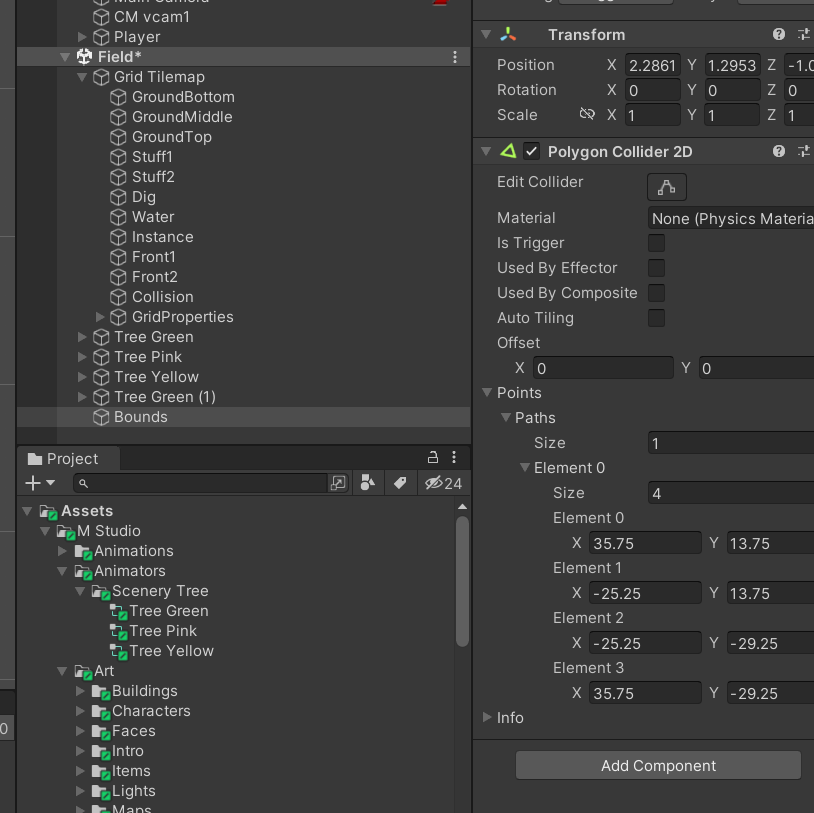 CM vcam1
Player
Field*
Grid Tilemap
GroundBottom
GroundMiddle
GroundTop
Stuff1
Stuff2
Dig
Water
Instance
Front1
Front2
Collision
GridProperties
Tree Green
Tree Pink
Tree Yellow
Tree Green (1)
Bounds
Project
24
Assets
M Studio
Animations
Animators
Scenery Tree
Tree Green
Tree Pink
Tree Yellow
Art
Buildings
Characters
Faces
Intro
Items
Lights
Maps
0
Transform
Position X 2.2861 Y 1.2953 Z -1.0
Rotation X 0 Y 0 Z 0
Scale X 1 Y 1 Z 1
Polygon Collider 2D
Edit Collider
Material None (Physics Materia
Is Trigger
Used By Effector
Used By Composite
Auto Tiling
Offset
X 0 Y 0
Points
Paths
Size 1
Element 0
Size 4
Element 0
X 35.75 Y 13.75
Element 1
X -25.25 Y 13.75
Element 2
X -25.25 Y -29.25
Element 3
X 35.75 Y -29.25
Info
Add Component